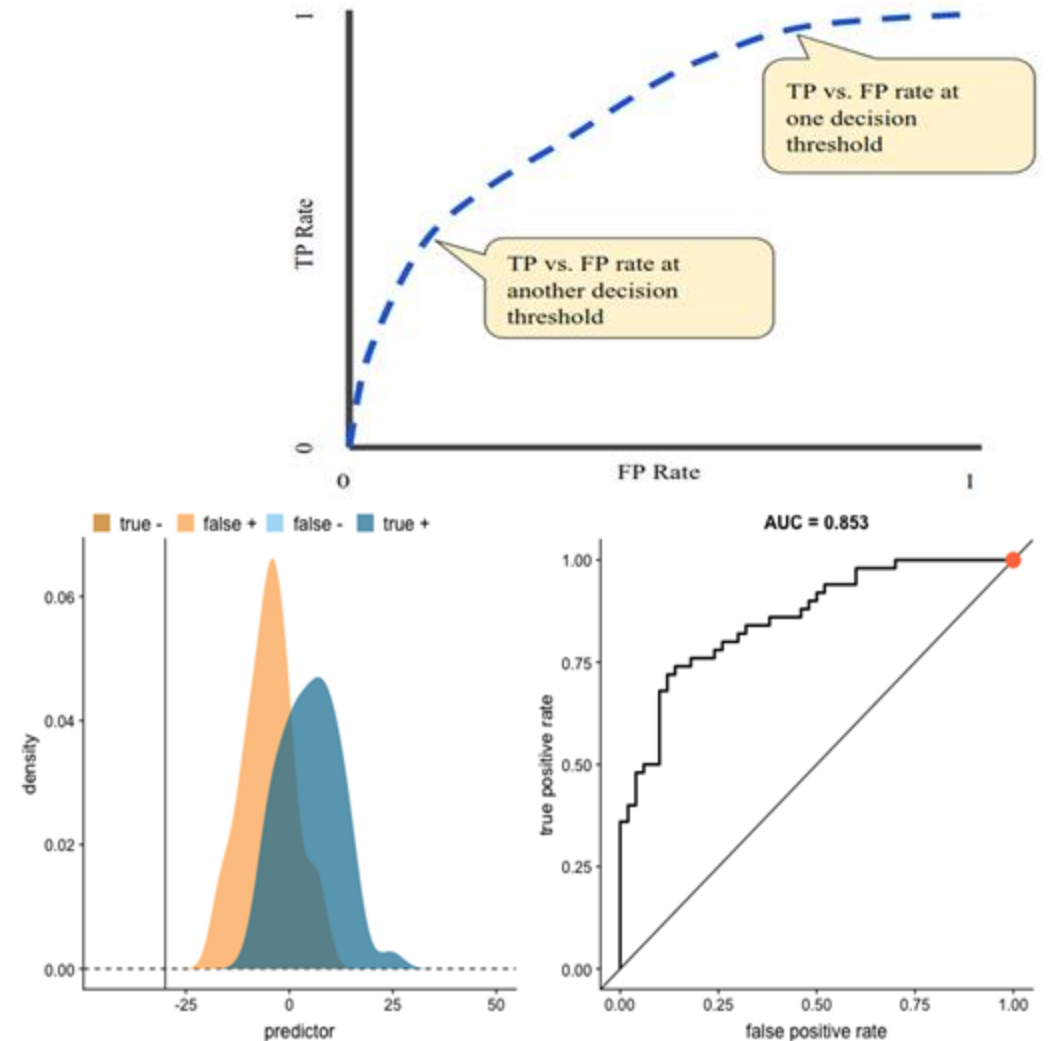 1
TP Rate
0
TP vs. FP rate at
one decision
threshold
TP vs. FP rate at
another decision
threshold
0
FP Rate
1
true -
false +
false -
true +
0.06
0.04
0.02
0.00
density
-25
0
25
50
predictor
AUC = 0.853
1.00
0.75
0.50
0.25
0.00
true positive rate
0.00
0.25
0.50
0.75
1.00
false positive rate